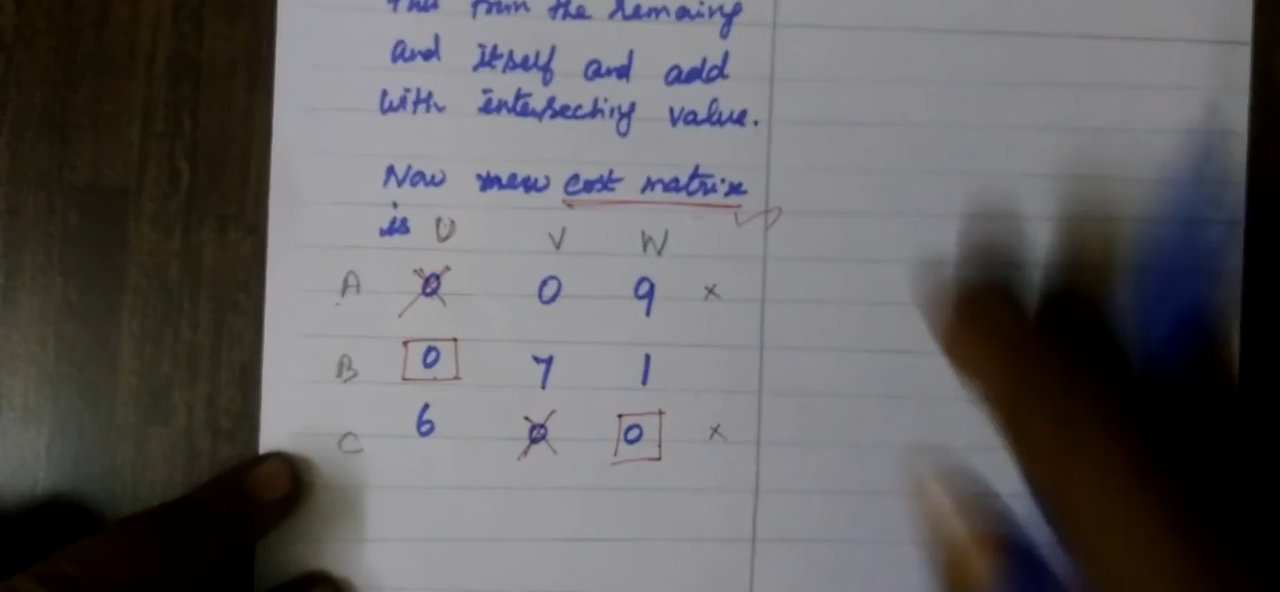 this from the remaining
and itself and add
with intersecting value.
Now new cost matrix
is U V W
A 0 0 9 ×
B 0 7 1
C 6 0 0 ×